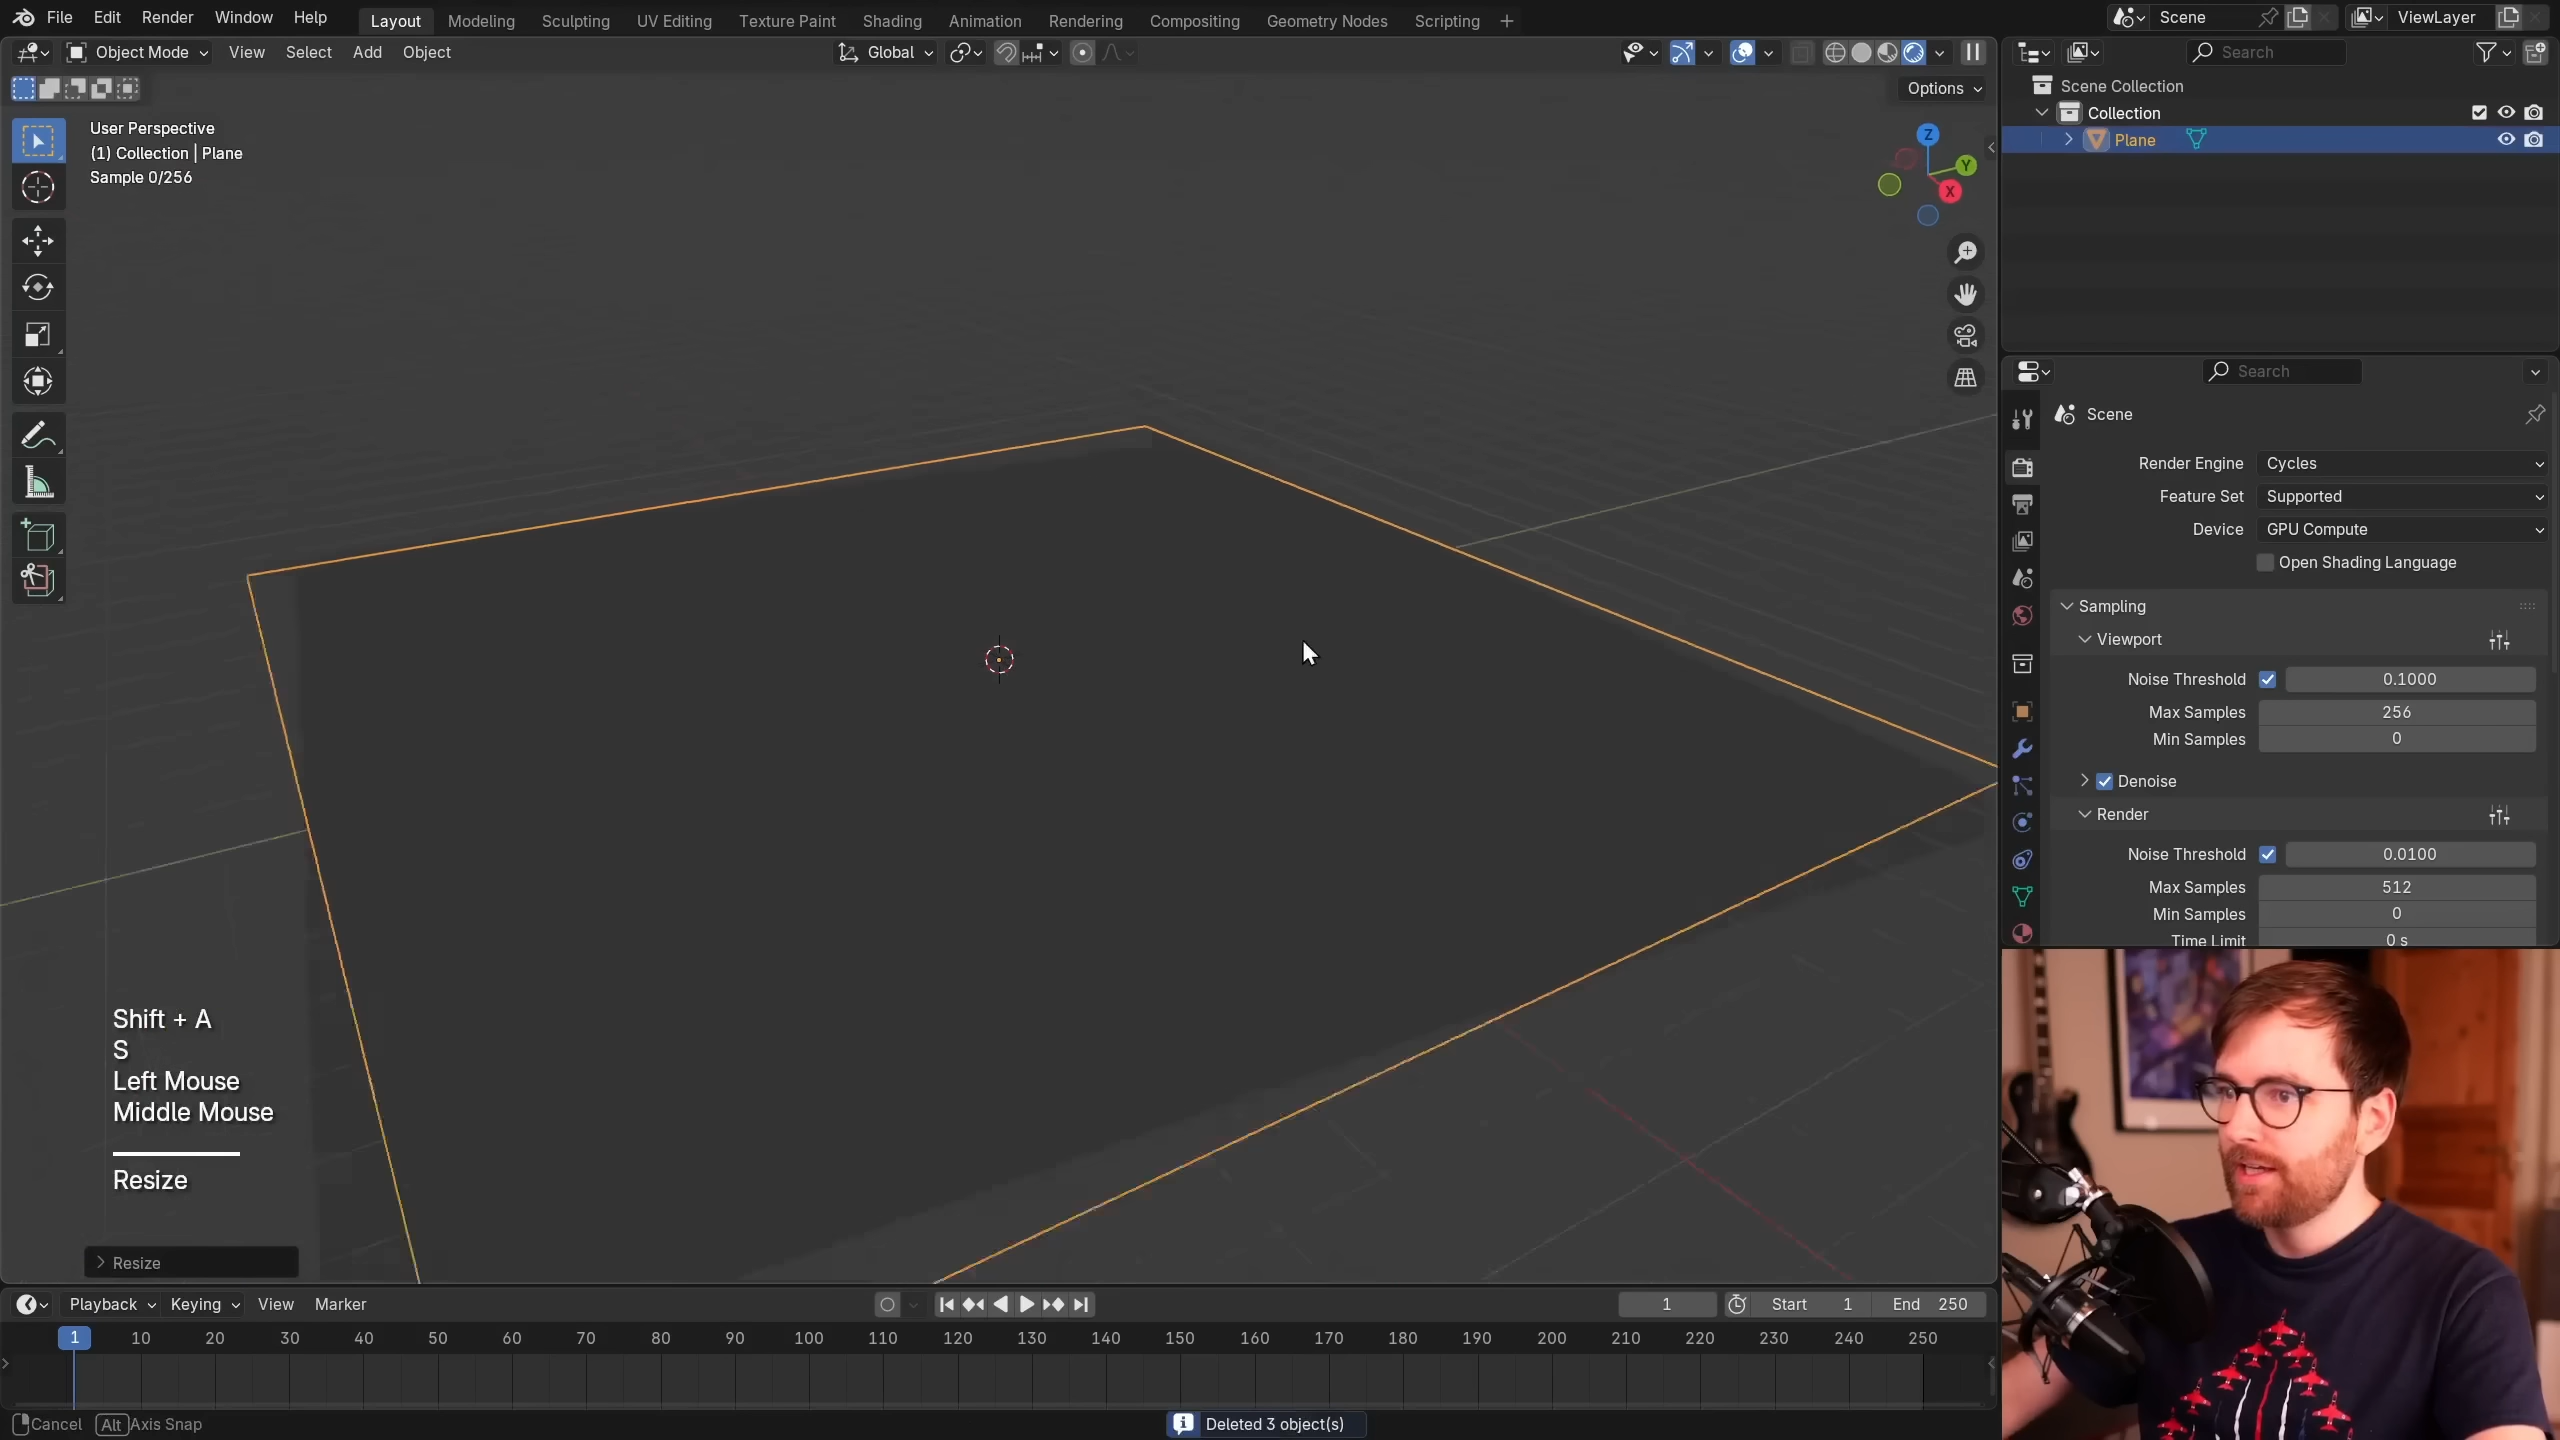 File Edit Render Window Help Layout Modeling Sculpting UV Editing Texture Paint Shading Animation Rendering Compositing Geometry Nodes Scripting + Scene ViewLayer
Object Mode View Select Add Object Global Search
Options
User Perspective
(1) Collection | Plane
Sample 0/256
Z
Y
X
Scene Collection
Collection
Plane
Search
Scene
Render Engine Cycles
Feature Set Supported
Device GPU Compute
Open Shading Language
Sampling
Viewport
Noise Threshold 0.1000
Max Samples 256
Min Samples 0
Denoise
Render
Noise Threshold 0.0100
Max Samples 512
Min Samples 0
Time Limit 0 s
Shift + A
S
Left Mouse
Middle Mouse
Resize
Resize
Playback Keying View Marker 1 Start 1 End 250
1 10 20 30 40 50 60 70 80 90 100 110 120 130 140 150 160 170 180 190 200 210 220 230 240 250
Cancel Alt Axis Snap Deleted 3 object(s)